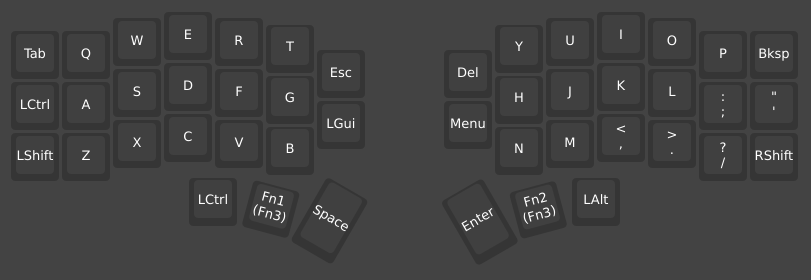 Tab Q W E R T Esc Del Y U I O P Bksp
LCtrl A S D F G LGui Menu H J K L : "
; '
LShift Z X C V B N M < > ? RShift
, . /
LCtrl Fn1 Space Enter Fn2 LAlt
(Fn3) (Fn3)